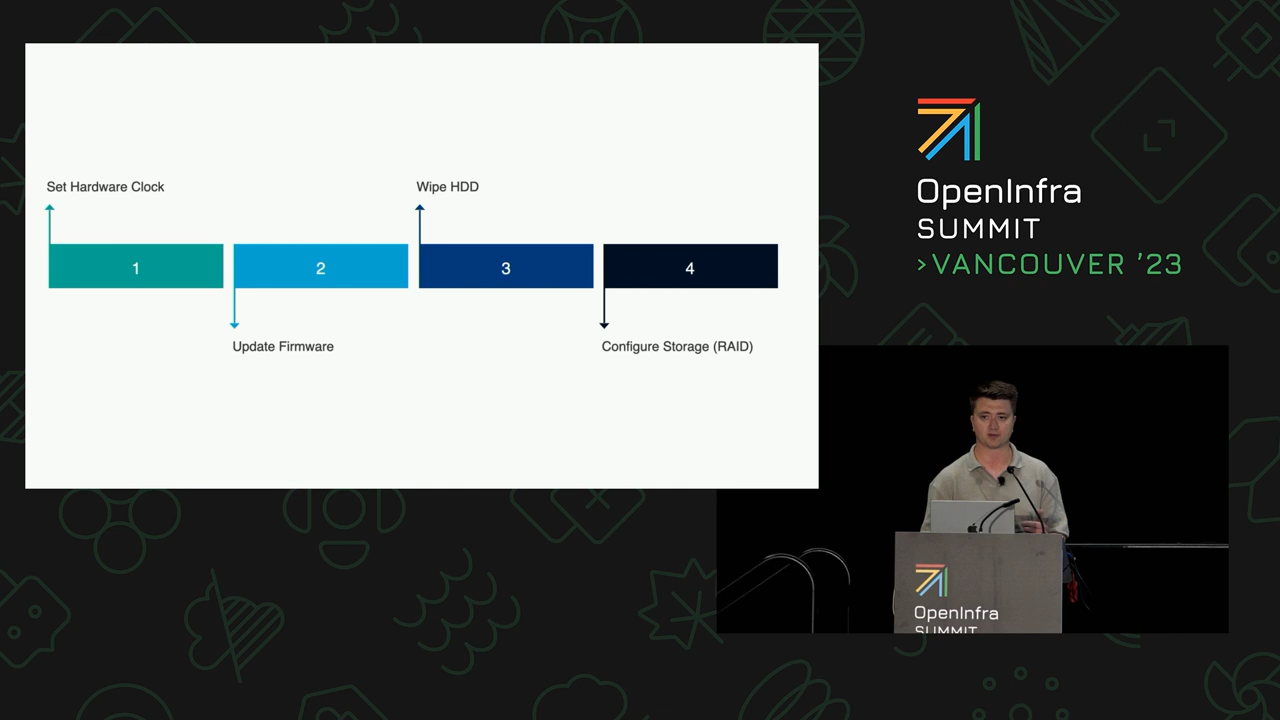 Set Hardware Clock
Wipe HDD
1
2
3
4
Update Firmware
Configure Storage (RAID)
OpenInfra
SUMMIT
>VANCOUVER ’23
OpenInfra
SUMMIT